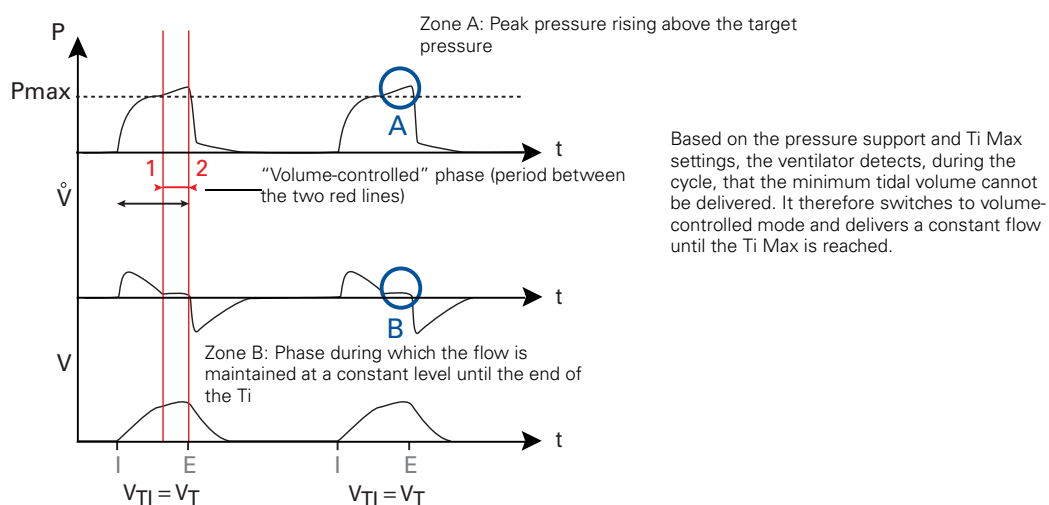 Zone A: Peak pressure rising above the target
pressure
P
Pmax
A
t
1 2
"Volume-controlled" phase (period between
the two red lines)
V̊
Based on the pressure support and Ti Max
settings, the ventilator detects, during the
cycle, that the minimum tidal volume cannot
be delivered. It therefore switches to volume-
controlled mode and delivers a constant flow
until the Ti Max is reached.
t
B
V
Zone B: Phase during which the flow is
maintained at a constant level until the end of
the Ti
t
I E I E
VTI = VT VTI = VT